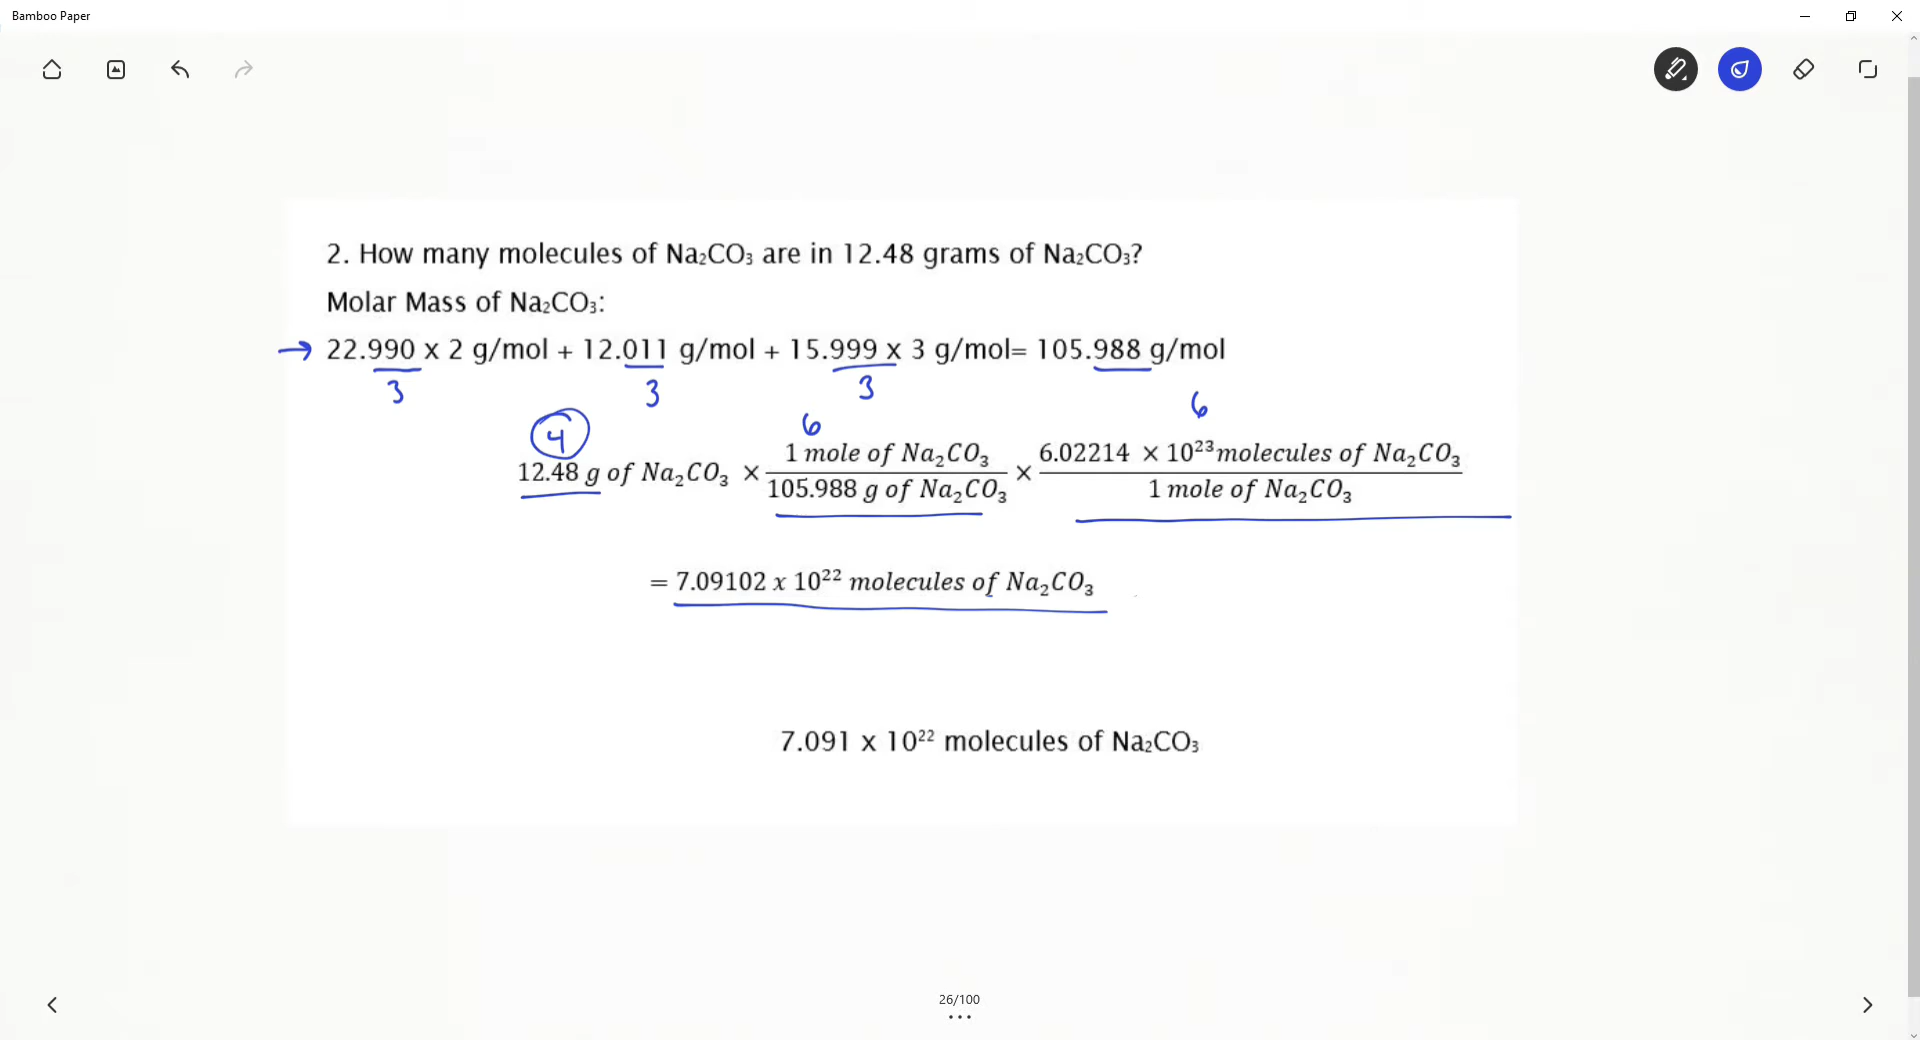 Bamboo Paper
2. How many molecules of Na₂CO₃ are in 12.48 grams of Na₂CO₃?
Molar Mass of Na₂CO₃:
→ 22.990 x 2 g/mol + 12.011 g/mol + 15.999 x 3 g/mol= 105.988 g/mol
3 3 3
4 6 6
12.48 g of Na₂CO₃ × 1 mole of Na₂CO₃ / 105.988 g of Na₂CO₃ × 6.02214 × 10²³ molecules of Na₂CO₃ / 1 mole of Na₂CO₃
= 7.09102 x 10²² molecules of Na₂CO₃
7.091 x 10²² molecules of Na₂CO₃
26/100